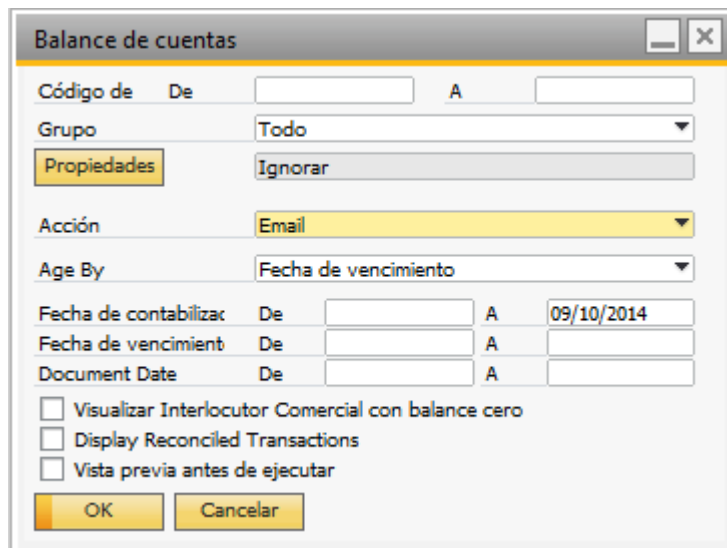 Balance de cuentas
Código de De A
Grupo Todo
Propiedades Ignorar
Acción Email
Age By Fecha de vencimiento
Fecha de contabilizac De A 09/10/2014
Fecha de vencimient De A
Document Date De A
Visualizar Interlocutor Comercial con balance cero
Display Reconciled Transactions
Vista previa antes de ejecutar
OK Cancelar